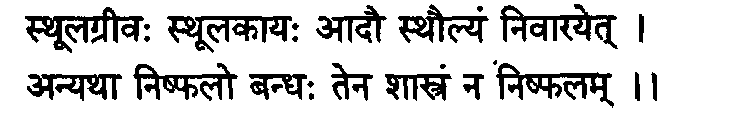 स्थूलग्रीवः स्थूलकायः आदौ स्थौल्यं निवारयेत् ।
अन्यथा निष्फलो बन्धः तेन शास्त्रं न निष्फलम् ।।